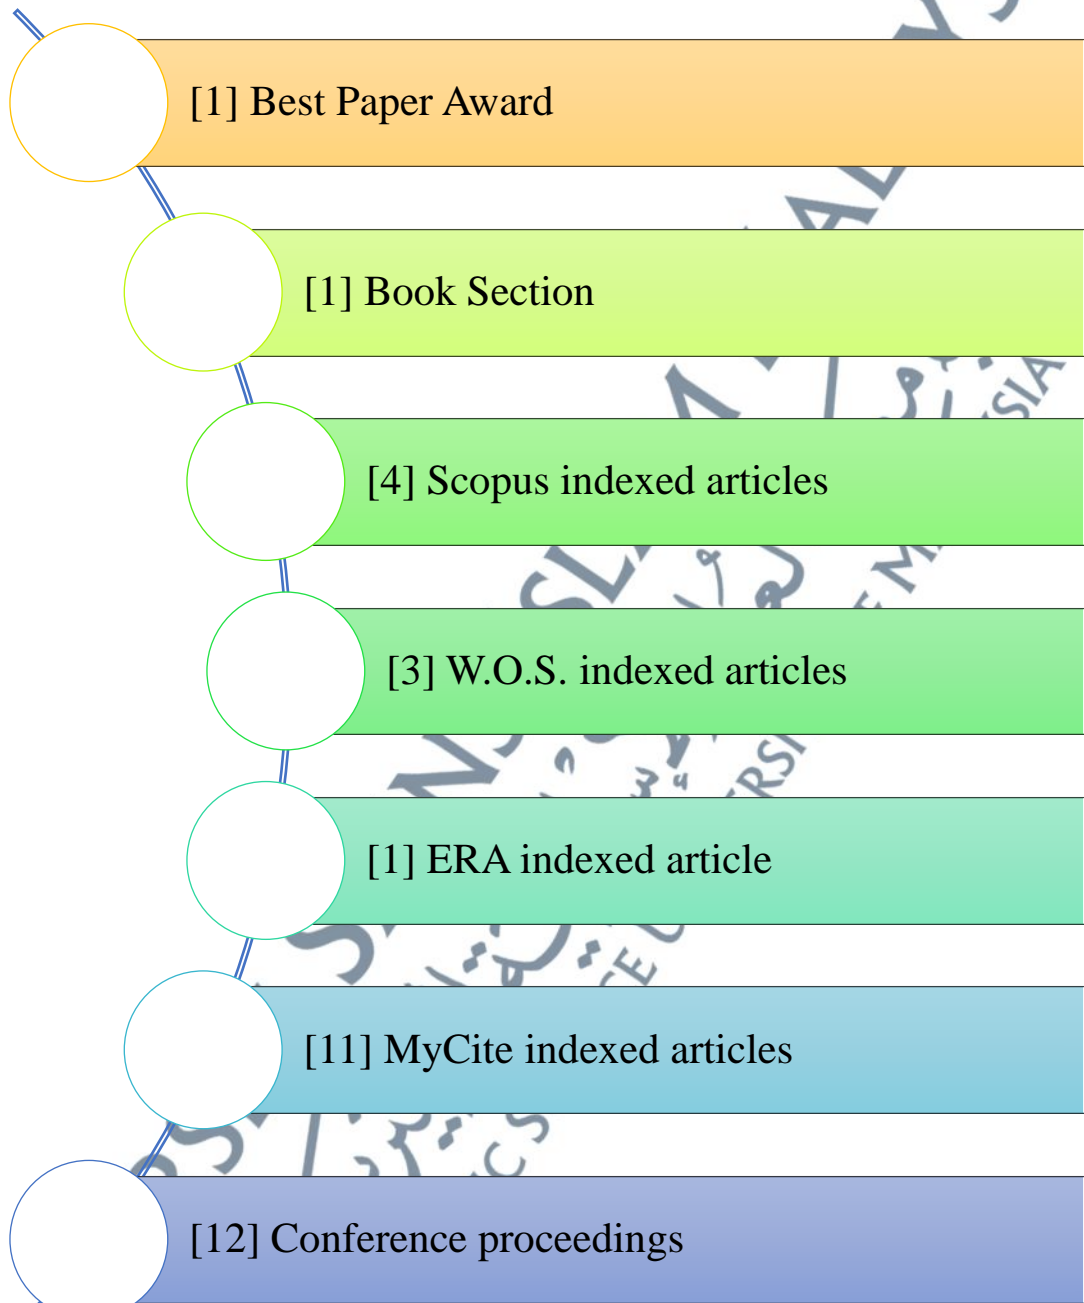 [1] Best Paper Award
[1] Book Section
[4] Scopus indexed articles
[3] W.O.S. indexed articles
[1] ERA indexed article
[11] MyCite indexed articles
[12] Conference proceedings